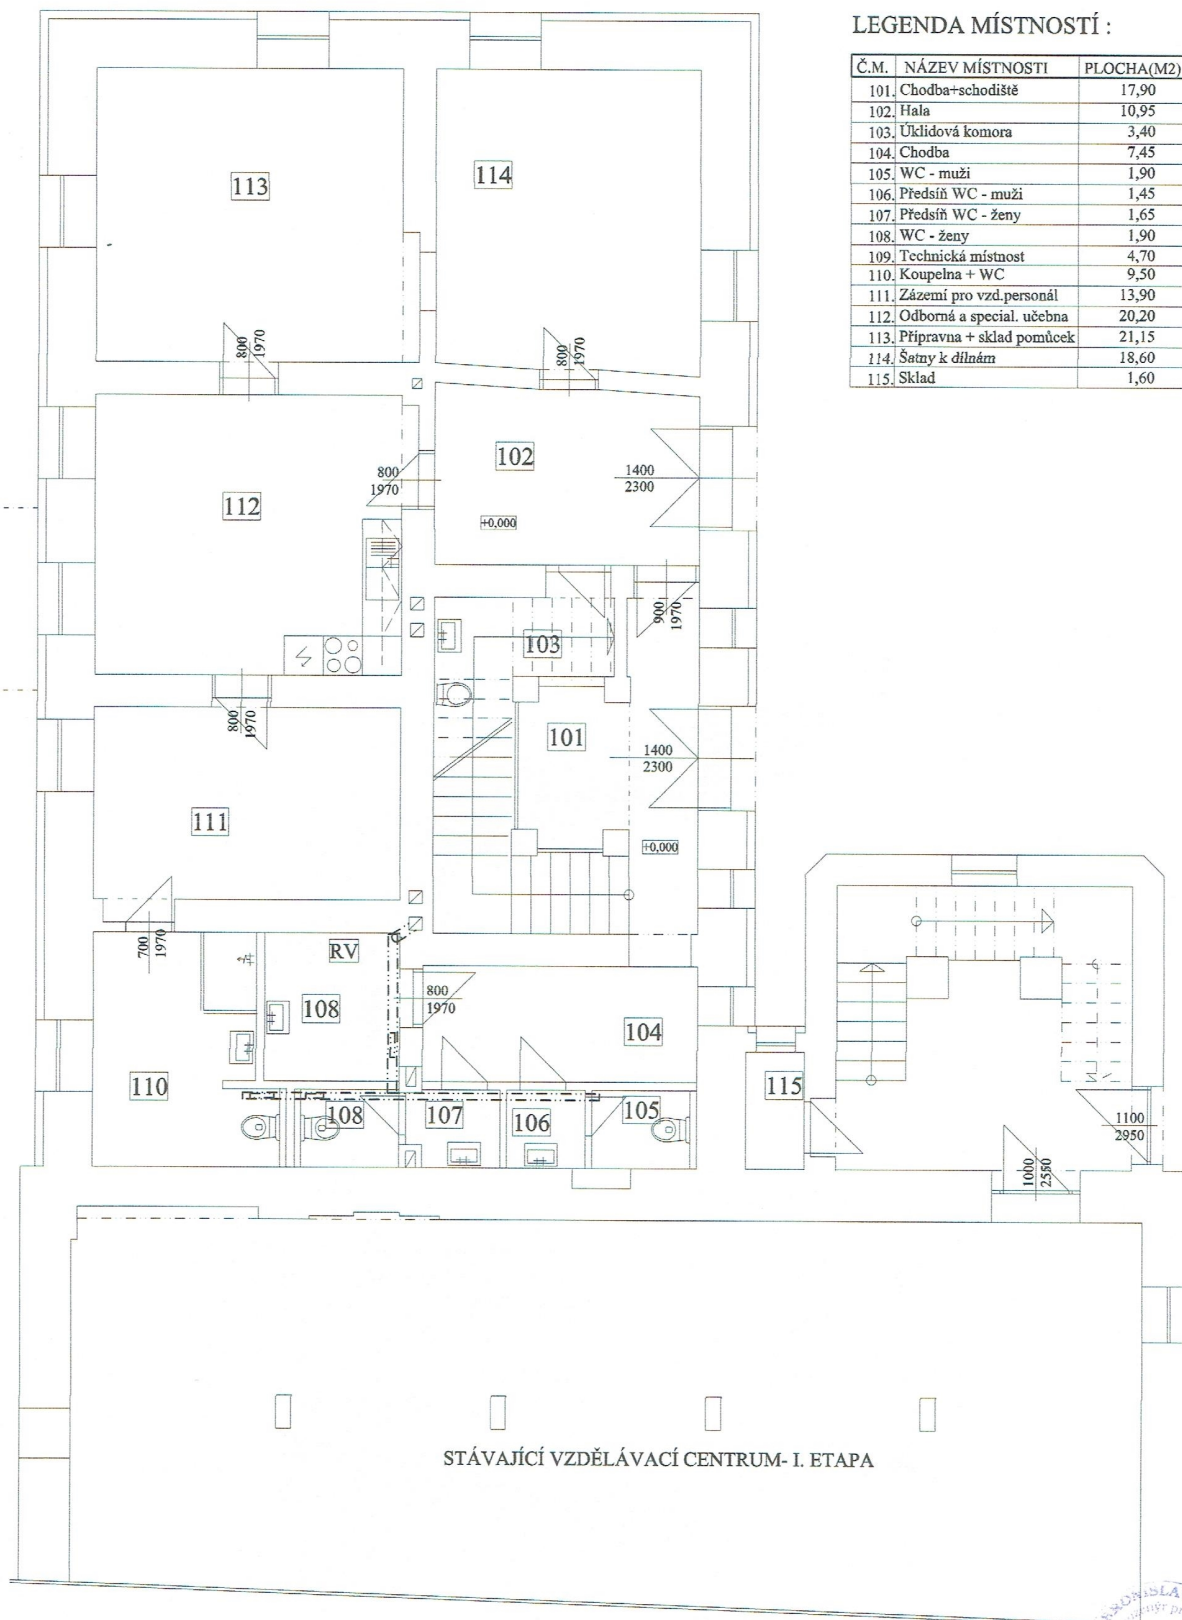 LEGENDA MÍSTNOSTÍ :
Č.M. NÁZEV MÍSTNOSTI PLOCHA(M2)
101. Chodba+schodiště 17,90
102. Hala 10,95
103. Úklidová komora 3,40
104. Chodba 7,45
105. WC - muži 1,90
106. Předsíň WC - muži 1,45
107. Předsíň WC - ženy 1,65
108. WC - ženy 1,90
109. Technická místnost 4,70
110. Koupelna + WC 9,50
111. Zázemí pro vzd.personál 13,90
112. Odborná a special. učebna 20,20
113. Přípravna + sklad pomůcek 21,15
114. Šatny k dílnám 18,60
115. Sklad 1,60
113
114
800
1970
800
1970
102
800
1970
1400
2300
112
+0,000
900
1970
103
800
1970
101
1400
2300
111
+0,000
700
1970
RV
108
800
1970
104
110
115
108
107
106
105
1100
2950
1000
2550
STÁVAJÍCÍ VZDĚLÁVACÍ CENTRUM- I. ETAPA